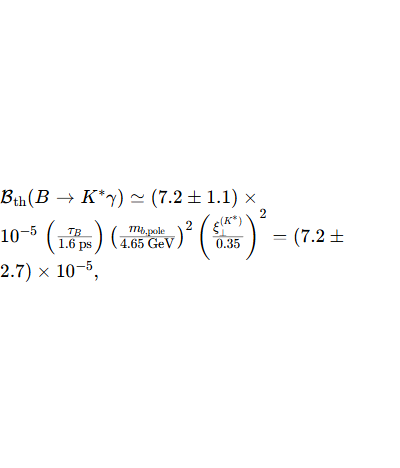 ℬ_th(B → K*γ) ≃ (7.2 ± 1.1) ×
10^−5 (τ_B / 1.6 ps) (m_b,pole / 4.65 GeV)^2 (ξ_⊥^(K*) / 0.35)^2 = (7.2 ±
2.7) × 10^−5,